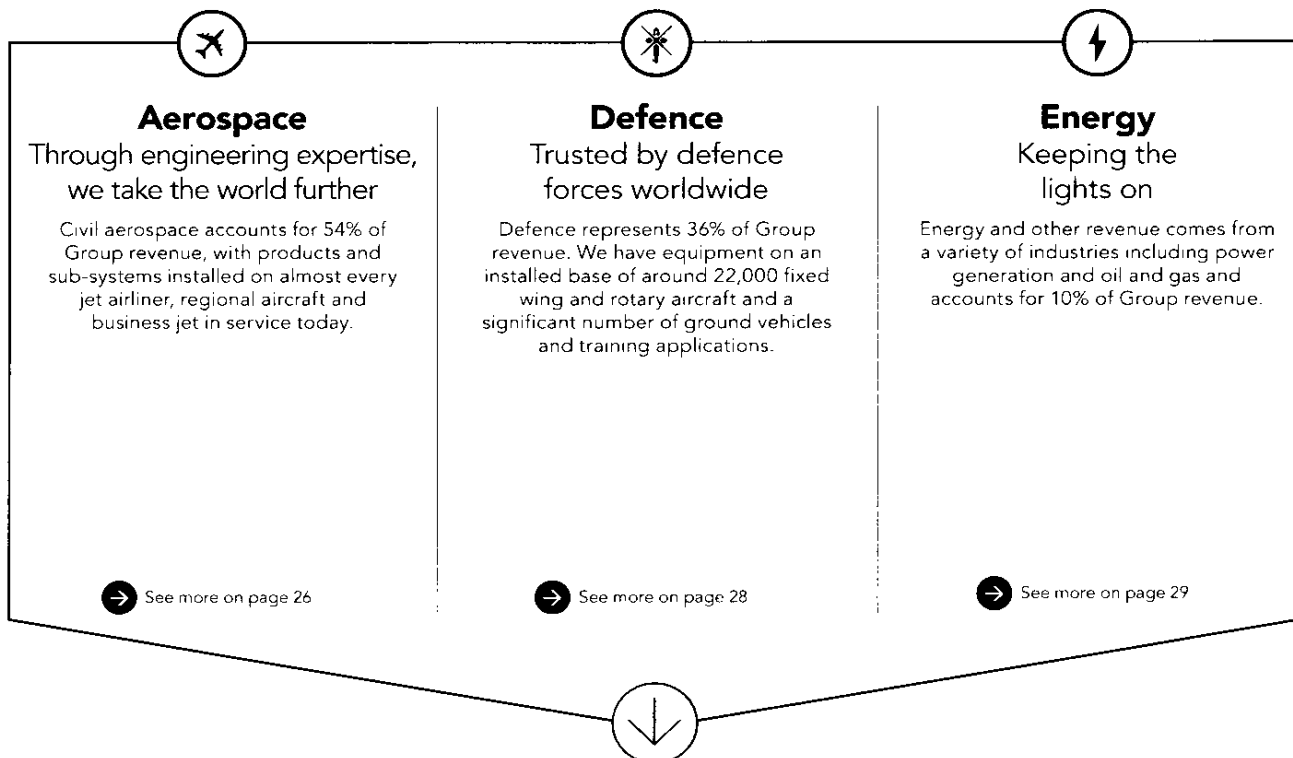 Aerospace
Through engineering expertise,
we take the world further
Civil aerospace accounts for 54% of
Group revenue, with products and
sub-systems installed on almost every
jet airliner, regional aircraft and
business jet in service today.
See more on page 26
Defence
Trusted by defence
forces worldwide
Defence represents 36% of Group
revenue. We have equipment on an
installed base of around 22,000 fixed
wing and rotary aircraft and a
significant number of ground vehicles
and training applications.
See more on page 28
Energy
Keeping the
lights on
Energy and other revenue comes from
a variety of industries including power
generation and oil and gas and
accounts for 10% of Group revenue.
See more on page 29